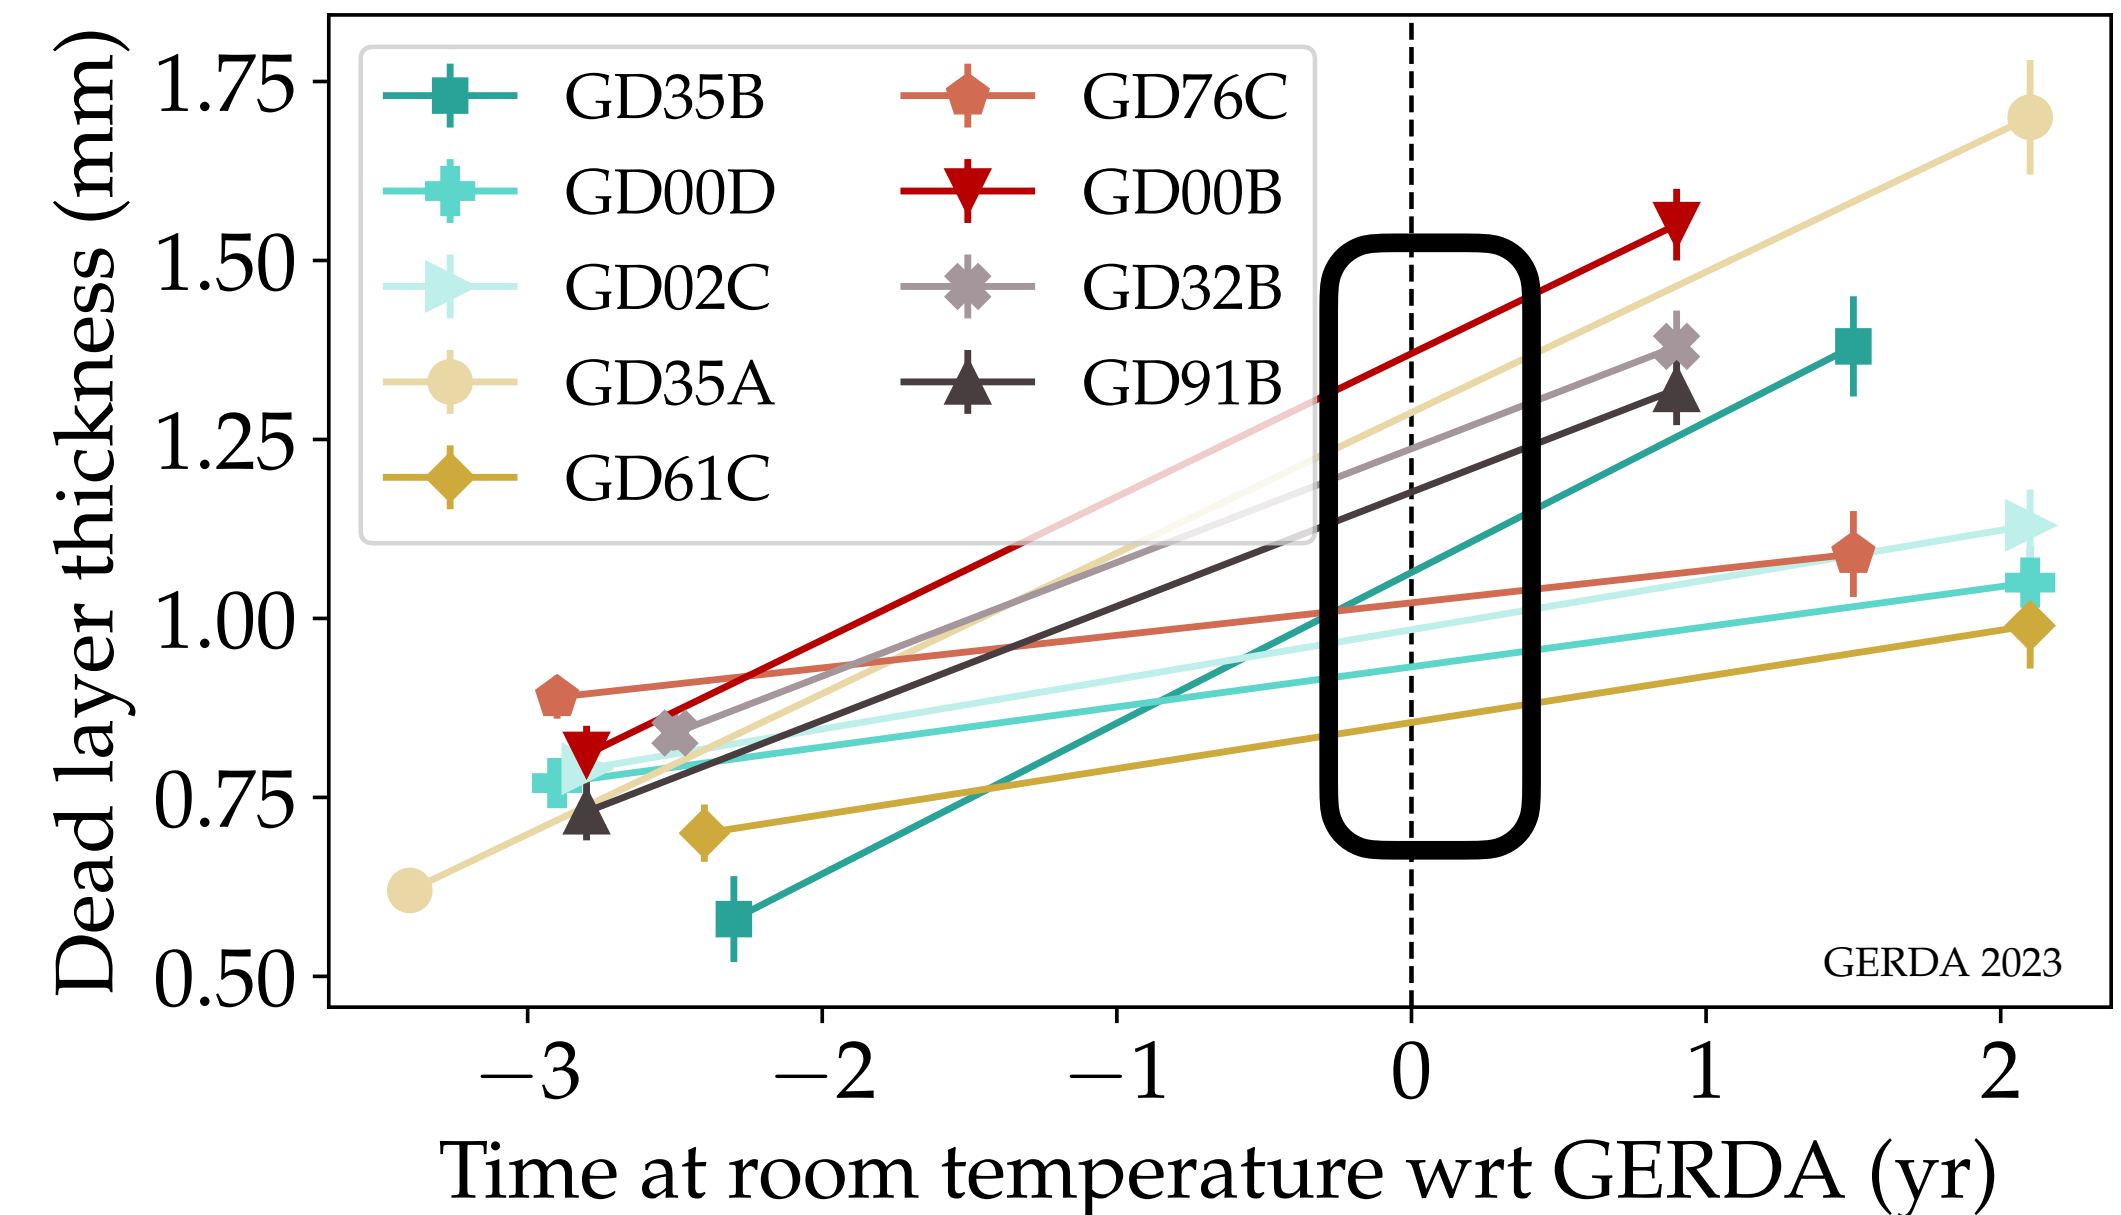 Dead layer thickness (mm)
1.75
1.50
1.25
1.00
0.75
0.50
GD35B
GD00D
GD02C
GD35A
GD61C
GD76C
GD00B
GD32B
GD91B
GERDA 2023
−3 −2 −1 0 1 2
Time at room temperature wrt GERDA (yr)